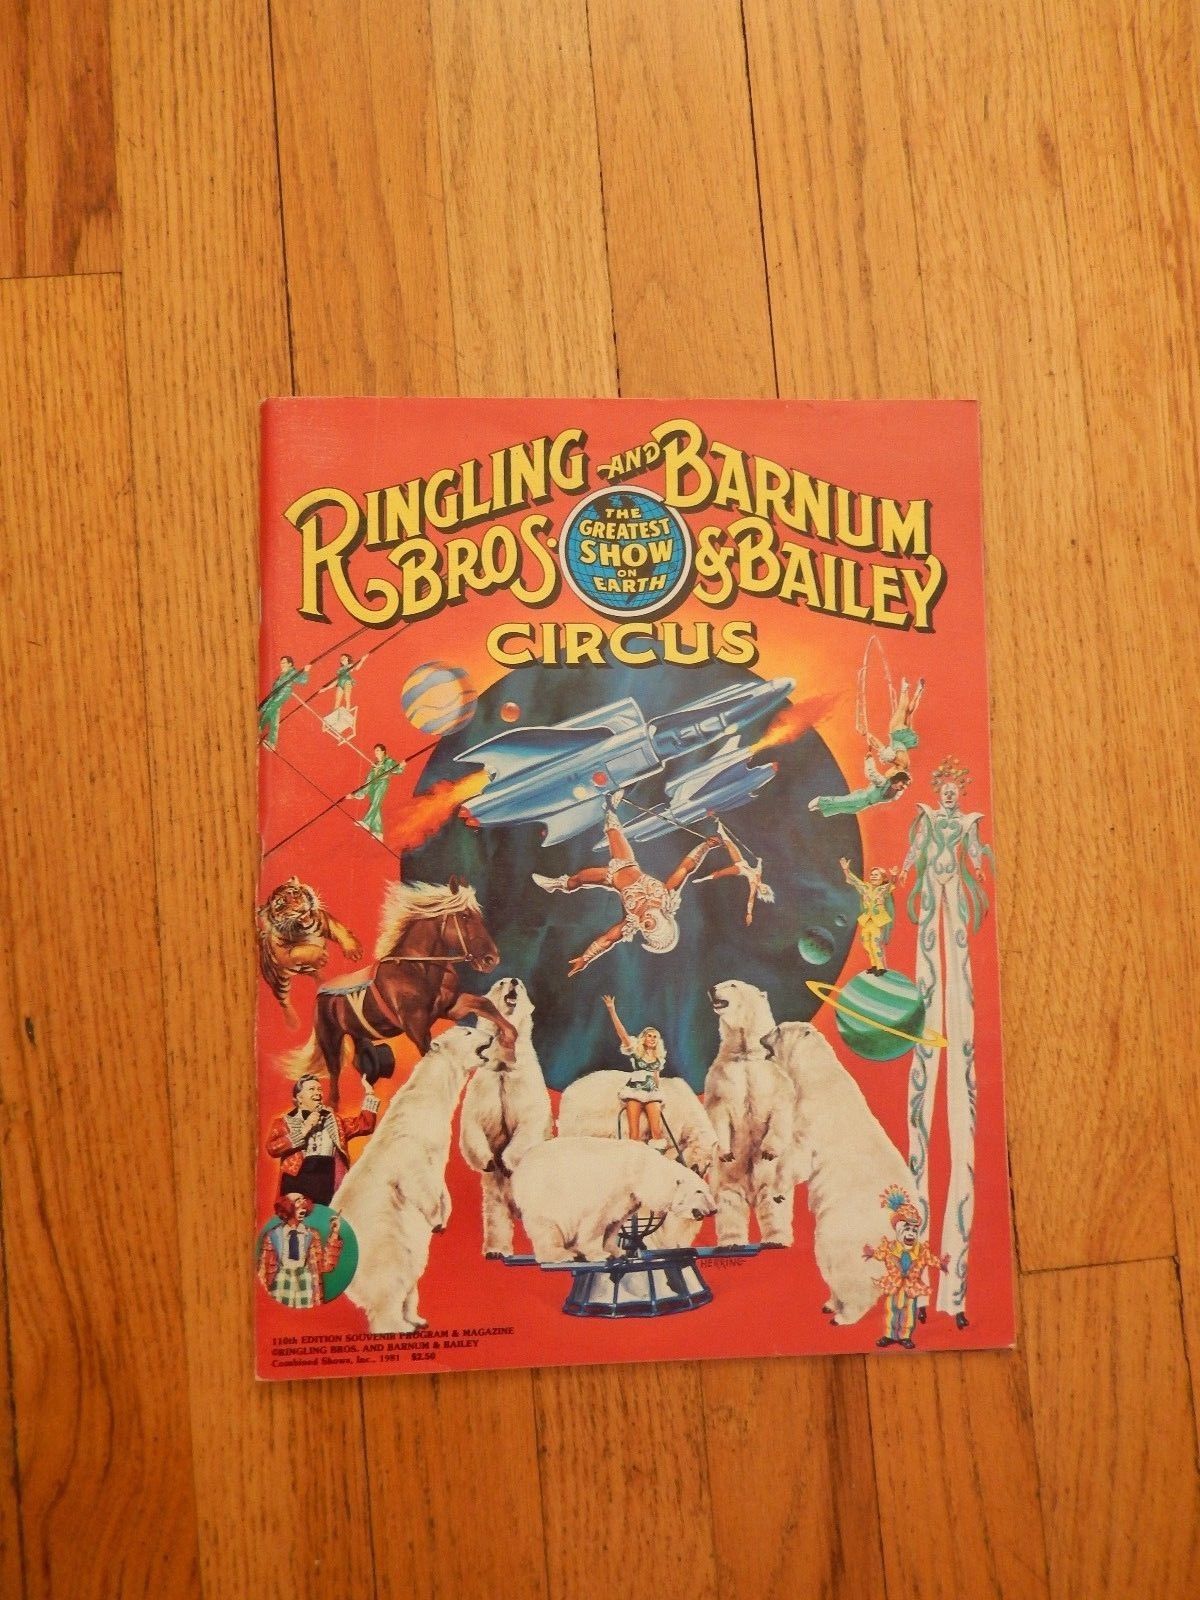 RINGLING AND BARNUM
BROS. & BAILEY
THE
GREATEST
SHOW
ON
EARTH
CIRCUS
HERRING
110th EDITION SOUVENIR PROGRAM & MAGAZINE
©RINGLING BROS. AND BARNUM & BAILEY
Combined Shows, Inc., 1981 $2.50